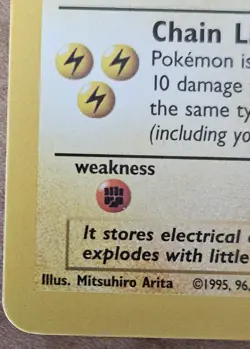 Chain L
Pokémon is
10 damage
the same ty
(including yo
weakness
It stores electrical
explodes with little
Illus. Mitsuhiro Arita ©1995, 96,